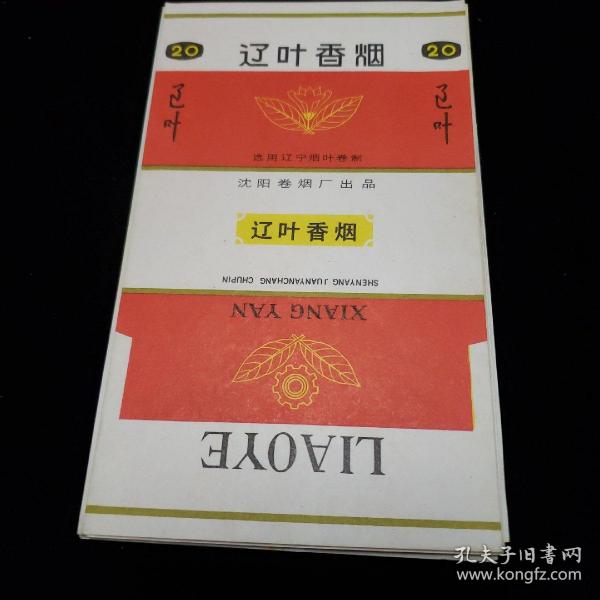 20 辽叶香烟 20
辽叶 辽叶
选用辽宁烟叶卷制
沈阳卷烟厂出品
辽叶香烟
SHENYANG JUANYANCHANG CHUPIN
XIANG YAN
LIAOYE
孔夫子旧书网
www.kongfz.com